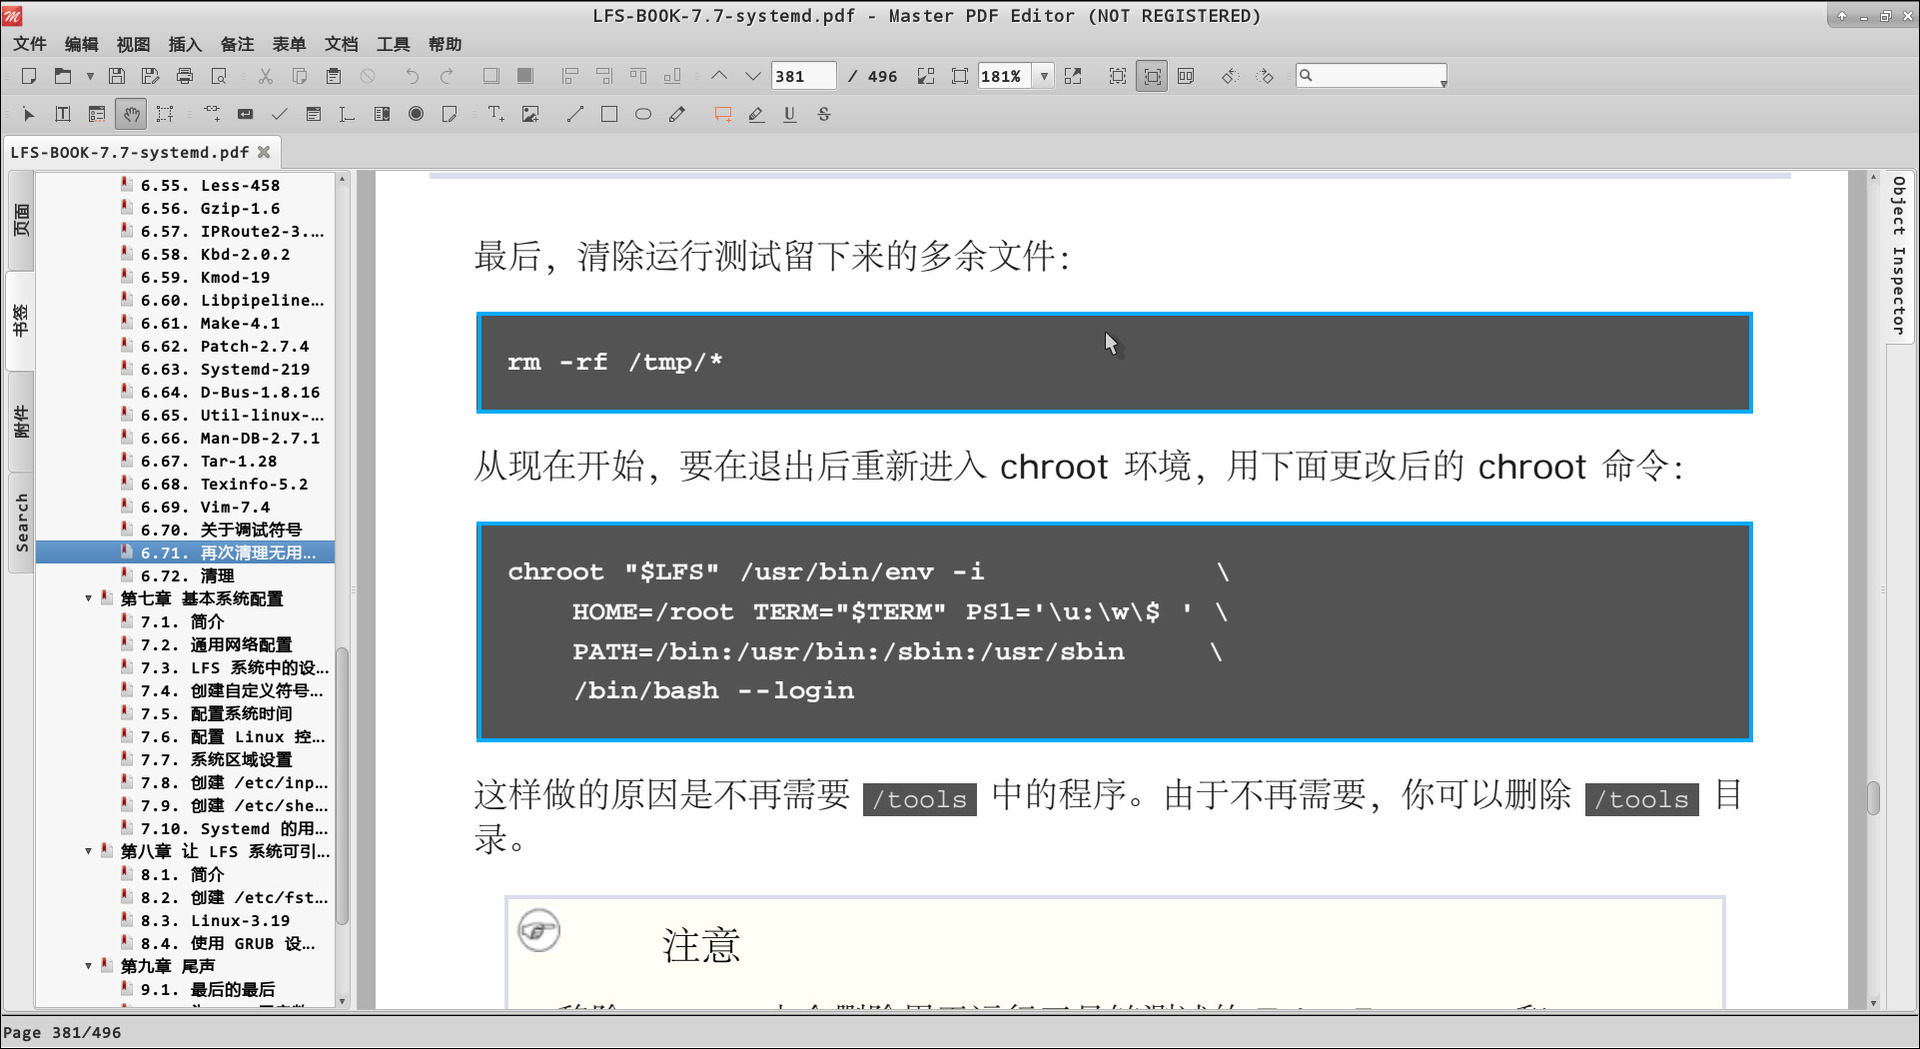 LFS-BOOK-7.7-systemd.pdf - Master PDF Editor (NOT REGISTERED)
文件 编辑 视图 插入 备注 表单 文档 工具 帮助
381 / 496 181%
LFS-BOOK-7.7-systemd.pdf
页面
书签
附件
Search
6.55. Less-458
6.56. Gzip-1.6
6.57. IPRoute2-3....
6.58. Kbd-2.0.2
6.59. Kmod-19
6.60. Libpipeline...
6.61. Make-4.1
6.62. Patch-2.7.4
6.63. Systemd-219
6.64. D-Bus-1.8.16
6.65. Util-linux-...
6.66. Man-DB-2.7.1
6.67. Tar-1.28
6.68. Texinfo-5.2
6.69. Vim-7.4
6.70. 关于调试符号
6.71. 再次清理无用...
6.72. 清理
第七章 基本系统配置
7.1. 简介
7.2. 通用网络配置
7.3. LFS 系统中的设...
7.4. 创建自定义符号...
7.5. 配置系统时间
7.6. 配置 Linux 控...
7.7. 系统区域设置
7.8. 创建 /etc/inp...
7.9. 创建 /etc/she...
7.10. Systemd 的用...
第八章 让 LFS 系统可引...
8.1. 简介
8.2. 创建 /etc/fst...
8.3. Linux-3.19
8.4. 使用 GRUB 设...
第九章 尾声
9.1. 最后的最后
最后，清除运行测试留下来的多余文件：
rm -rf /tmp/*
从现在开始，要在退出后重新进入 chroot 环境，用下面更改后的 chroot 命令：
chroot "$LFS" /usr/bin/env -i \
HOME=/root TERM="$TERM" PS1='\u:\w\$ ' \
PATH=/bin:/usr/bin:/sbin:/usr/sbin \
/bin/bash --login
这样做的原因是不再需要 /tools 中的程序。由于不再需要，你可以删除 /tools 目
录。
注意
Object Inspector
Page 381/496